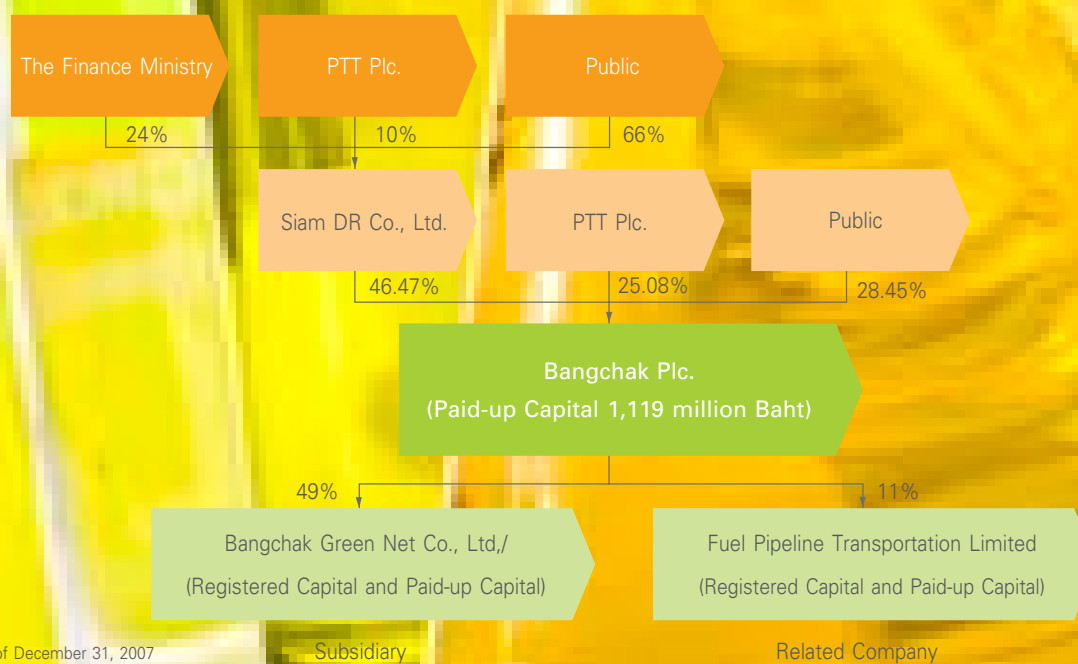 The Finance Ministry
PTT Plc.
Public
24%
10%
66%
Siam DR Co., Ltd.
PTT Plc.
Public
46.47%
25.08%
28.45%
Bangchak Plc.
(Paid-up Capital 1,119 million Baht)
49%
11%
Bangchak Green Net Co., Ltd,/
(Registered Capital and Paid-up Capital)
Fuel Pipeline Transportation Limited
(Registered Capital and Paid-up Capital)
of December 31, 2007
Subsidiary
Related Company